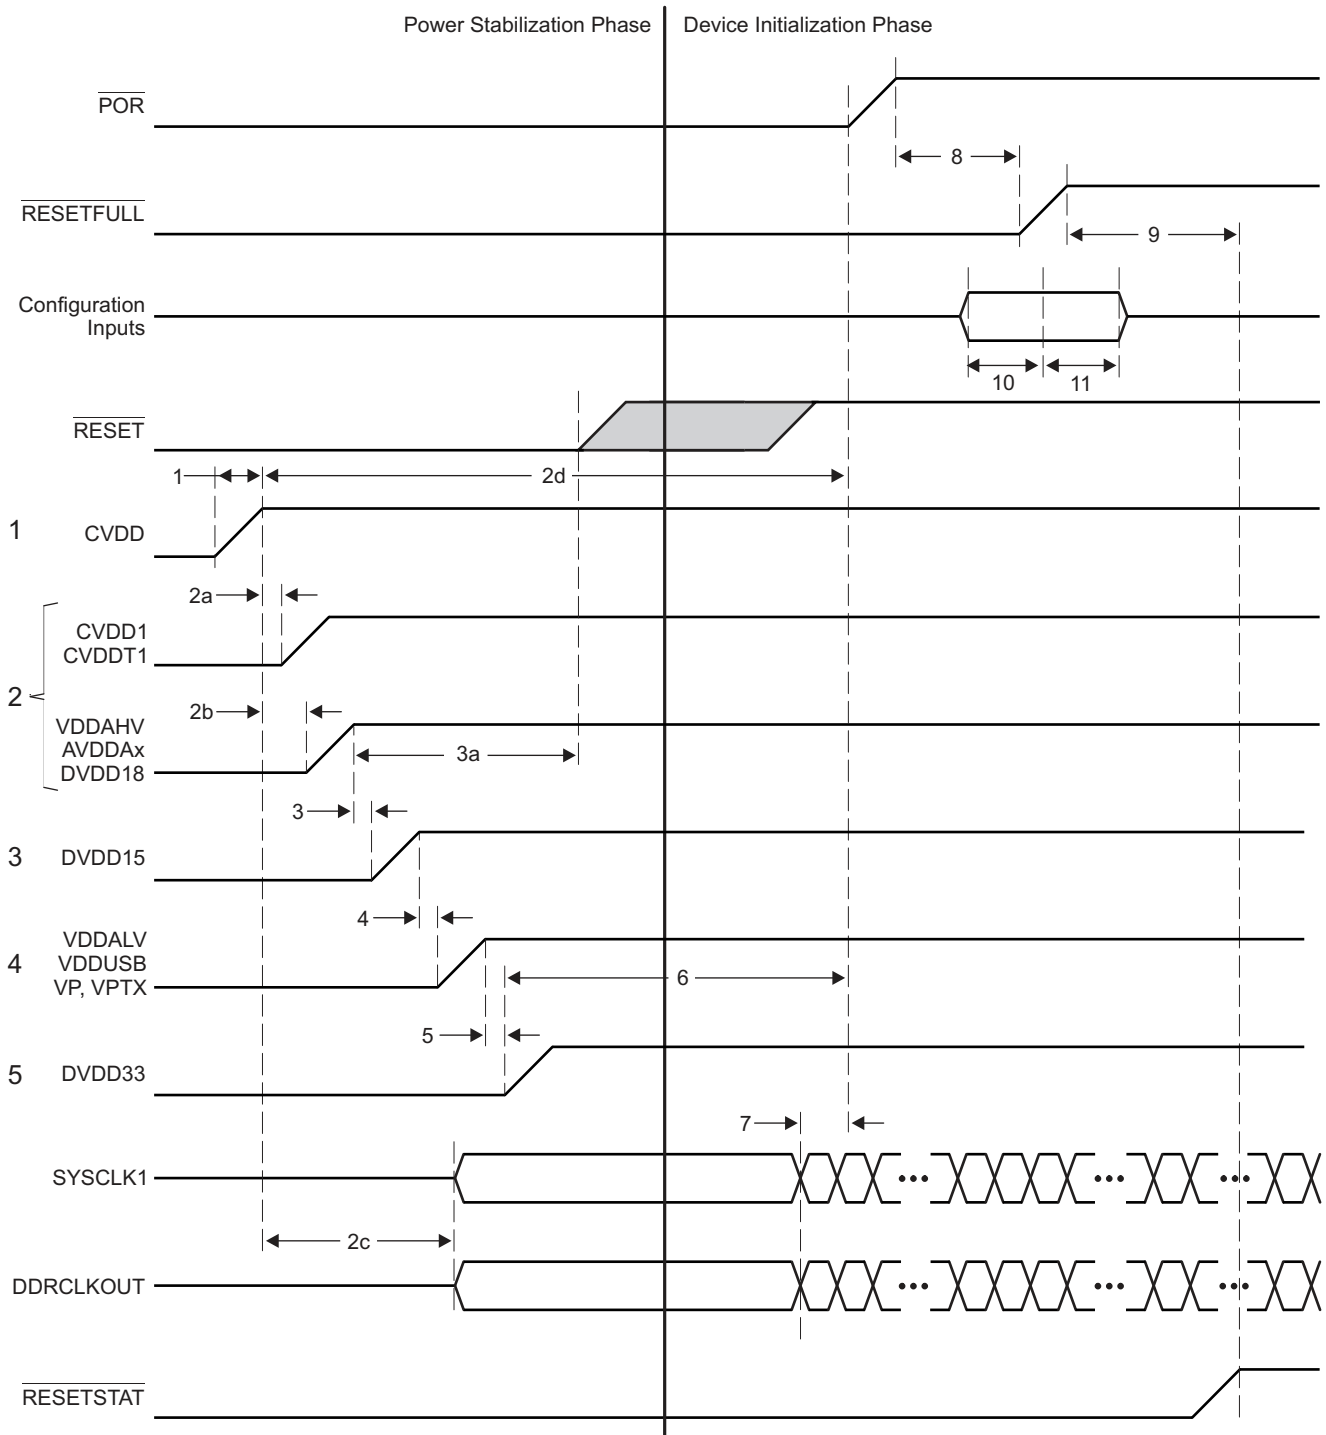 Power Stabilization Phase
Device Initialization Phase
POR
8
RESETFULL
9
Configuration
Inputs
10
11
RESET
1
2d
1
CVDD
2a
CVDD1
CVDDT1
2
2b
VDDAHV
AVDDAx
DVDD18
3a
3
3
DVDD15
4
4
VDDALV
VDDUSB
VP, VPTX
6
5
5
DVDD33
7
SYSCLK1
2c
DDRCLKOUT
RESETSTAT